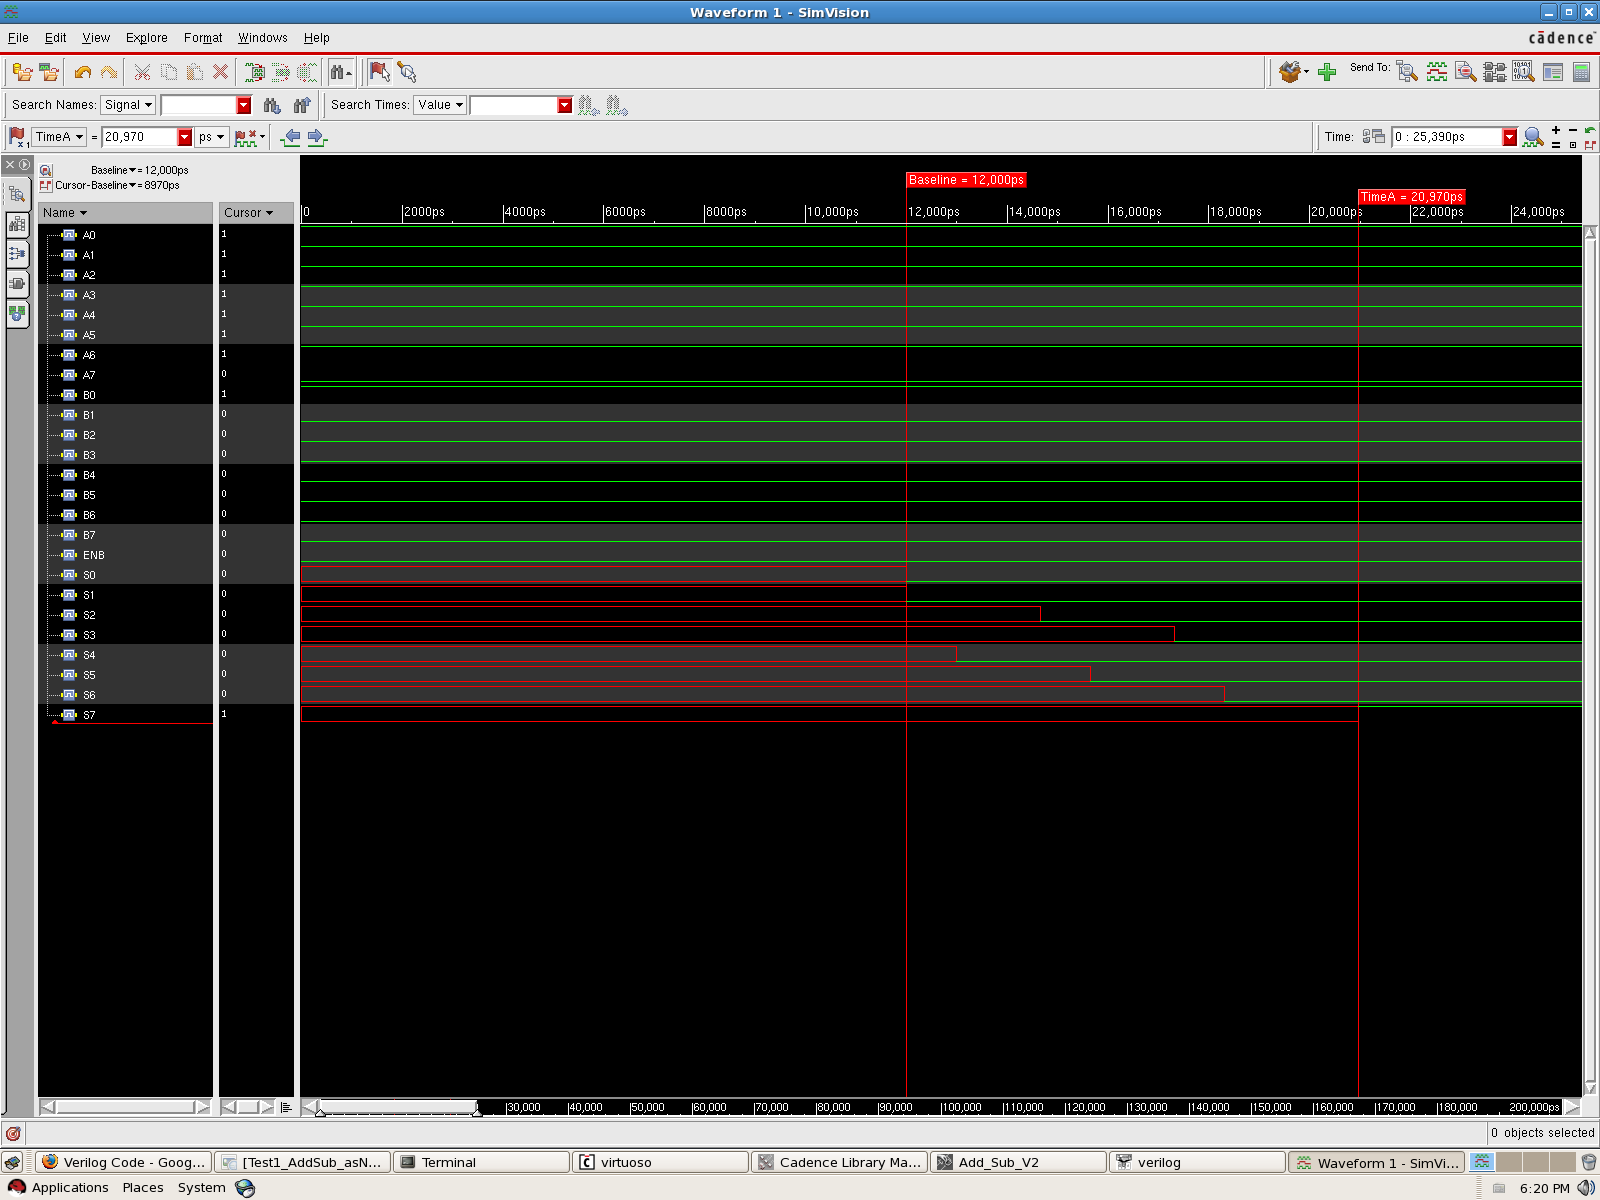 Waveform 1 - SimVision
File Edit View Explore Format Windows Help
cādence
Send To:
Search Names: Signal Search Times: Value
TimeA = 20,970 ps Time: 0 : 25,390ps
Baseline = 12,000ps
Cursor-Baseline = 8970ps
Baseline = 12,000ps
TimeA = 20,970ps
Name Cursor 0 2000ps 4000ps 6000ps 8000ps 10,000ps 12,000ps 14,000ps 16,000ps 18,000ps 20,000ps 22,000ps 24,000ps
A0 1
A1 1
A2 1
A3 1
A4 1
A5 1
A6 1
A7 0
B0 1
B1 0
B2 0
B3 0
B4 0
B5 0
B6 0
B7 0
ENB 0
S0 0
S1 0
S2 0
S3 0
S4 0
S5 0
S6 0
S7 1
30,000 40,000 50,000 60,000 70,000 80,000 90,000 100,000 110,000 120,000 130,000 140,000 150,000 160,000 170,000 180,000 200,000ps
0 objects selected
Verilog Code - Goog... [Test1_AddSub_asN... Terminal virtuoso Cadence Library Ma... Add_Sub_V2 verilog Waveform 1 - SimVi...
Applications Places System 6:20 PM